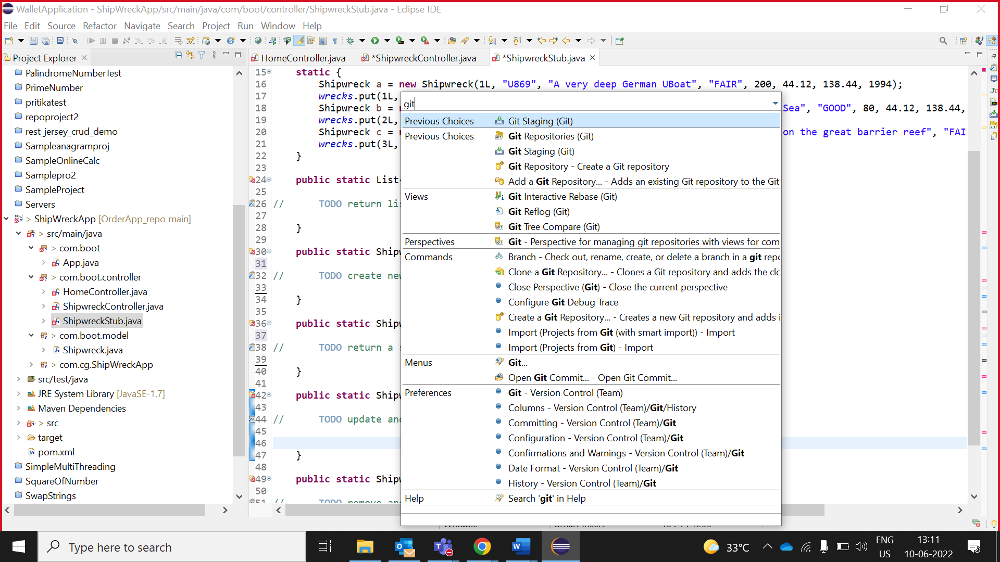 WalletApplication - ShipWreckApp/src/main/java/com/boot/controller/ShipwreckStub.java - Eclipse IDE
File Edit Source Refactor Navigate Search Project Run Window Help
Project Explorer
PalindromeNumberTest
PrimeNumber
pritikatest
repoproject2
rest_jersey_crud_demo
Sampleanagramproj
SampleOnlineCalc
Samplepro2
SampleProject
Servers
> ShipWreckApp [OrderApp_repo main]
> src/main/java
> com.boot
App.java
> com.boot.controller
HomeController.java
ShipwreckController.java
ShipwreckStub.java
> com.boot.model
Shipwreck.java
> com.cg.ShipWreckApp
src/test/java
JRE System Library [JavaSE-1.7]
Maven Dependencies
> src
target
pom.xml
SimpleMultiThreading
SquareOfNumber
SwapStrings
HomeController.java *ShipwreckController.java *ShipwreckStub.java
15 static {
16 Shipwreck a = new Shipwreck(1L, "U869", "A very deep German UBoat", "FAIR", 200, 44.12, 138.44, 1994);
17 wrecks.put(1L,
18 Shipwreck b = Sea", "GOOD", 80, 44.12, 138.44,
19 wrecks.put(2L,
20 Shipwreck c = on the great barrier reef", "FAI
21 wrecks.put(3L,
22 }
23
24 public static List
25
26 // TODO return lis
27
28 }
29
30 public static Ship
31
32 // TODO create new
33
34 }
35
36 public static Ship
37
38 // TODO return a
39
40 }
41
42 public static Ship
43
44 // TODO update and
45
46
47 }
48
49 public static Ship
50
51 // TODO remove and
git
Previous Choices Git Staging (Git)
Previous Choices Git Repositories (Git)
Git Staging (Git)
Git Repository - Create a Git repository
Add a Git Repository... - Adds an existing Git repository to the Git
Views Git Interactive Rebase (Git)
Git Reflog (Git)
Git Tree Compare (Git)
Perspectives Git - Perspective for managing git repositories with views for com
Commands Branch - Check out, rename, create, or delete a branch in a git repo
Clone a Git Repository... - Clones a Git repository and adds the clo
Close Perspective (Git) - Close the current perspective
Configure Git Debug Trace
Create a Git Repository... - Creates a new Git repository and adds i
Import (Projects from Git (with smart import)) - Import
Import (Projects from Git) - Import
Menus Git...
Open Git Commit... - Open Git Commit...
Preferences Git - Version Control (Team)
Columns - Version Control (Team)/Git/History
Committing - Version Control (Team)/Git
Configuration - Version Control (Team)/Git
Confirmations and Warnings - Version Control (Team)/Git
Date Format - Version Control (Team)/Git
History - Version Control (Team)/Git
Help Search 'git' in Help
Type here to search
33°C
ENG
US
13:11
10-06-2022